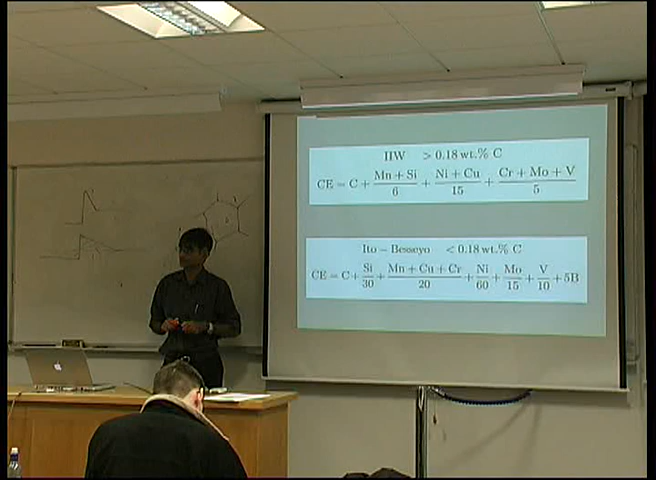 IIW > 0.18 wt.% C
CE = C + Mn + Si / 6 + Ni + Cu / 15 + Cr + Mo + V / 5
Ito − Besseyo < 0.18 wt.% C
CE = C + Si / 30 + Mn + Cu + Cr / 20 + Ni / 60 + Mo / 15 + V / 10 + 5B